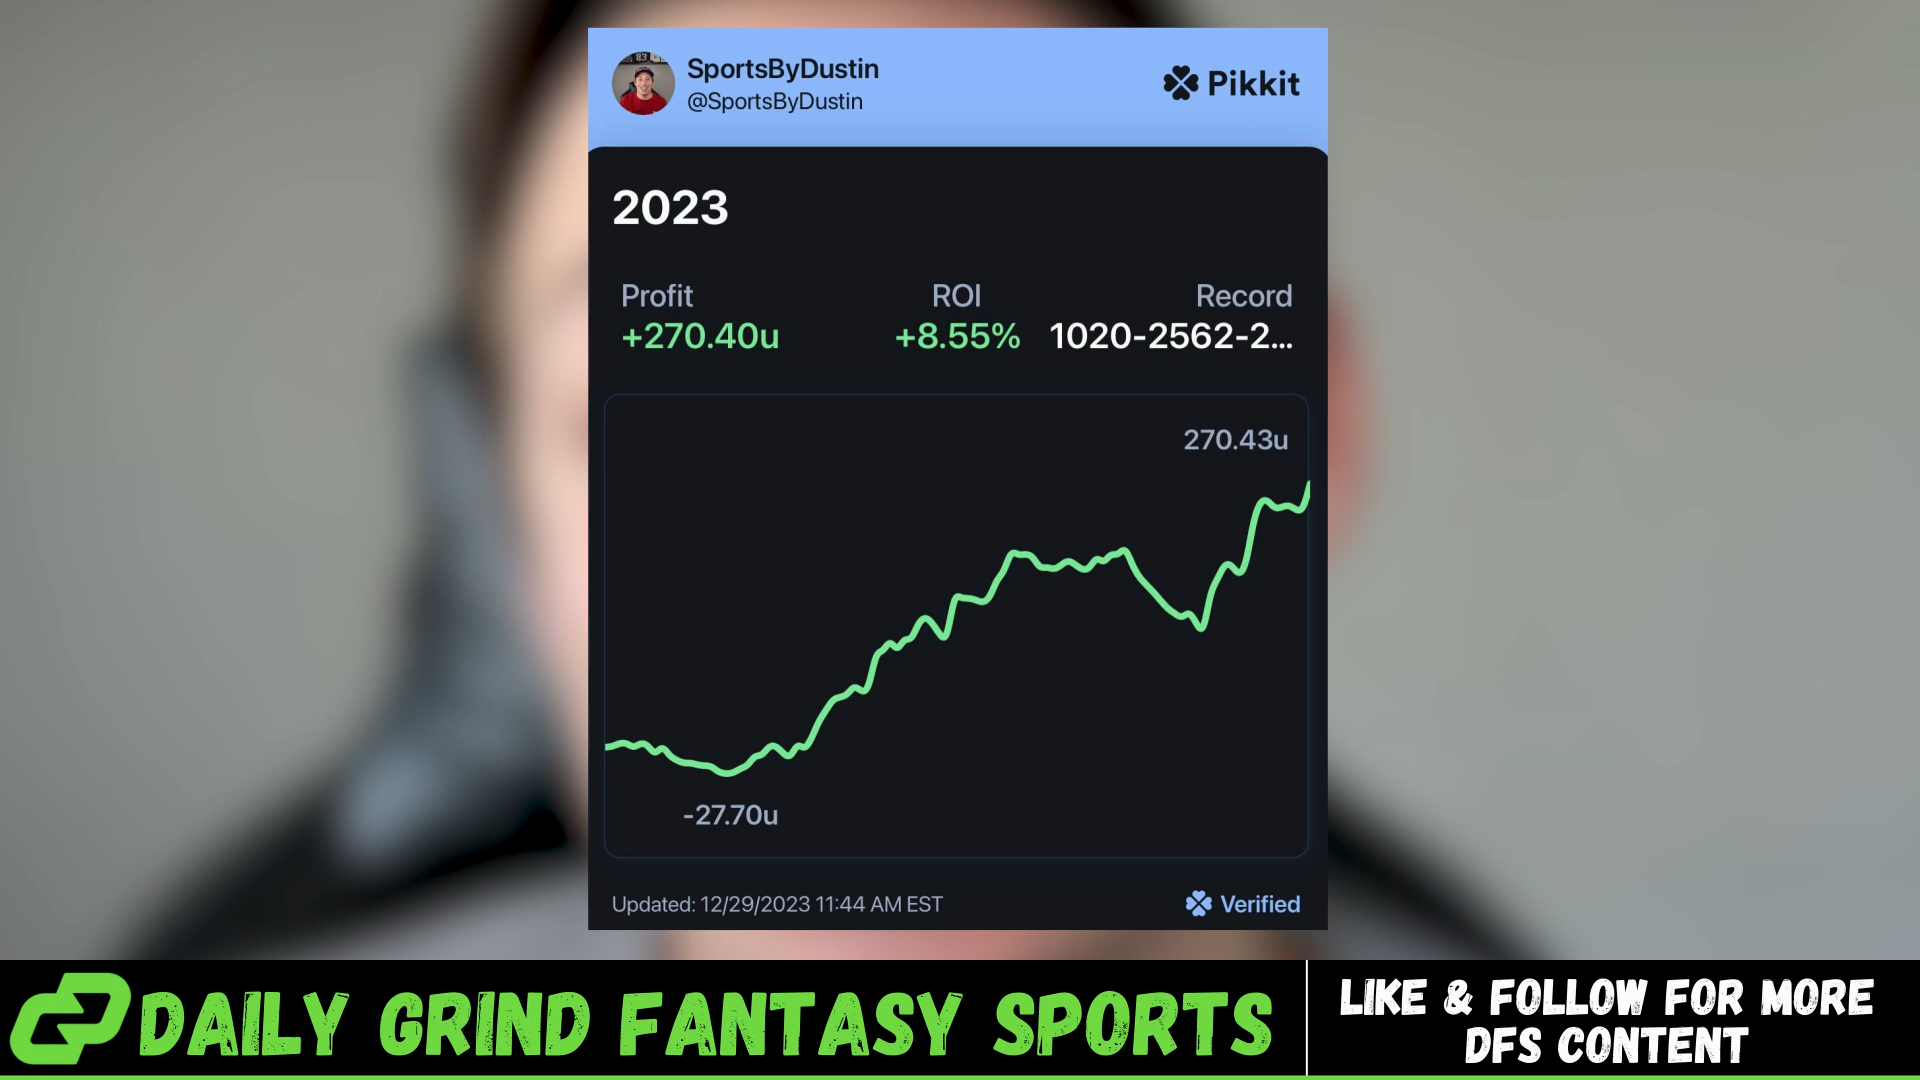 SportsByDustin
@SportsByDustin
Pikkit
2023
Profit
ROI
Record
+270.40u
+8.55%
1020-2562-2...
270.43u
-27.70u
Updated: 12/29/2023 11:44 AM EST
Verified
DAILY GRIND FANTASY SPORTS
LIKE & FOLLOW FOR MORE
DFS CONTENT